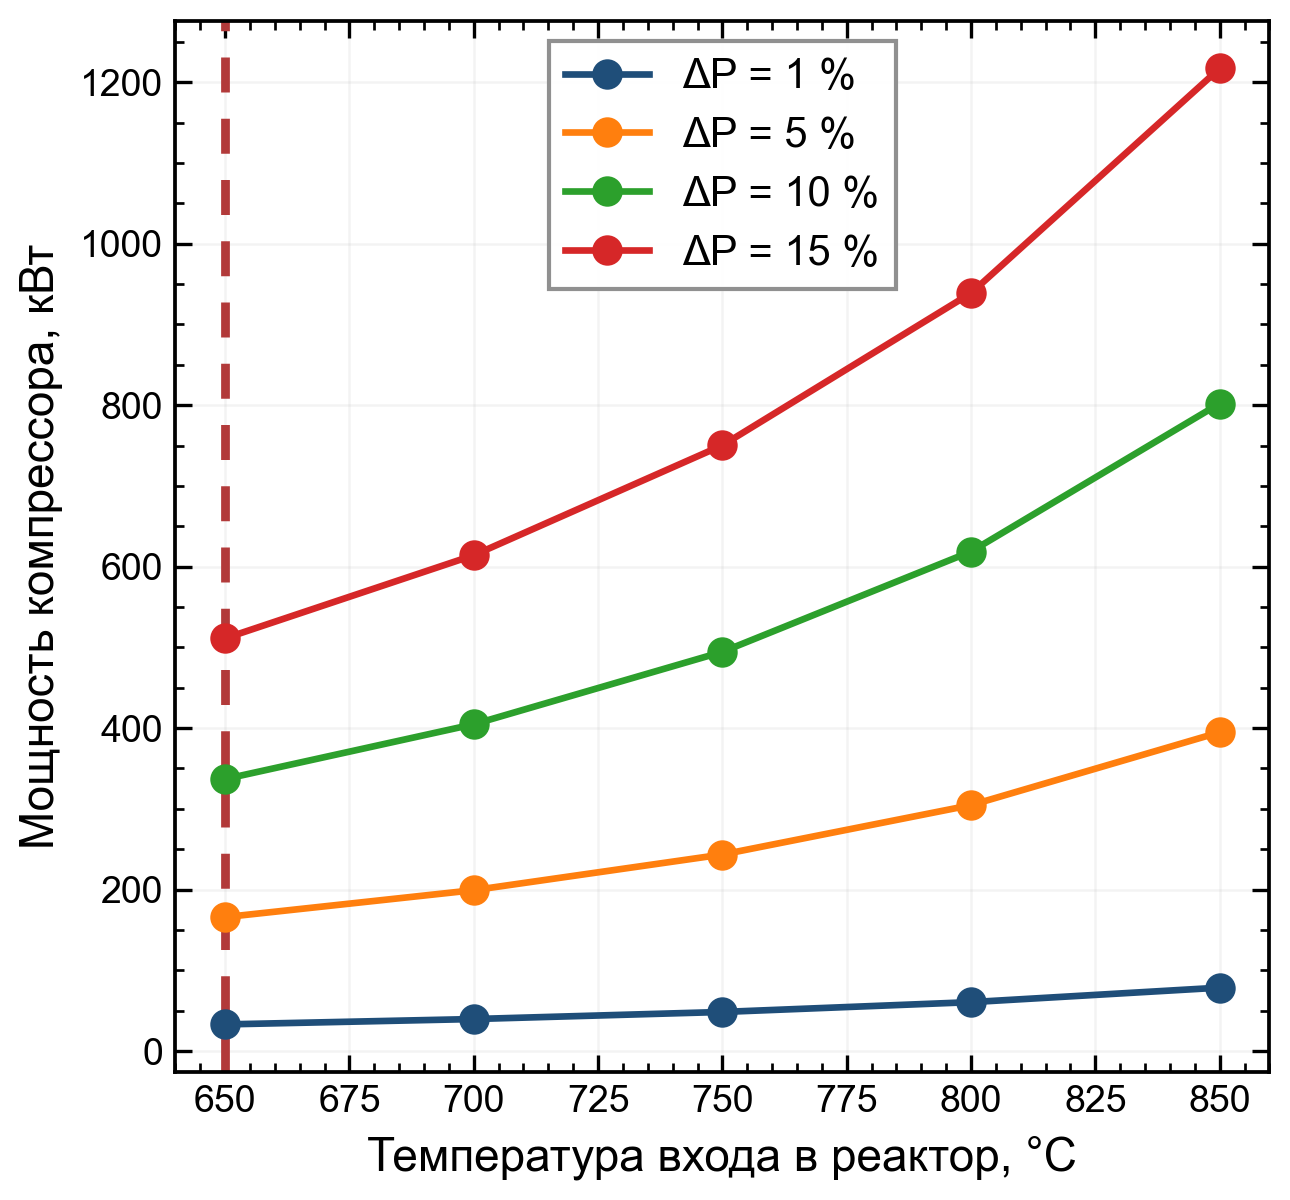 ΔP = 1 %
ΔP = 5 %
ΔP = 10 %
ΔP = 15 %
Мощность компрессора, кВт
1200
1000
800
600
400
200
0
650 675 700 725 750 775 800 825 850
Температура входа в реактор, °C